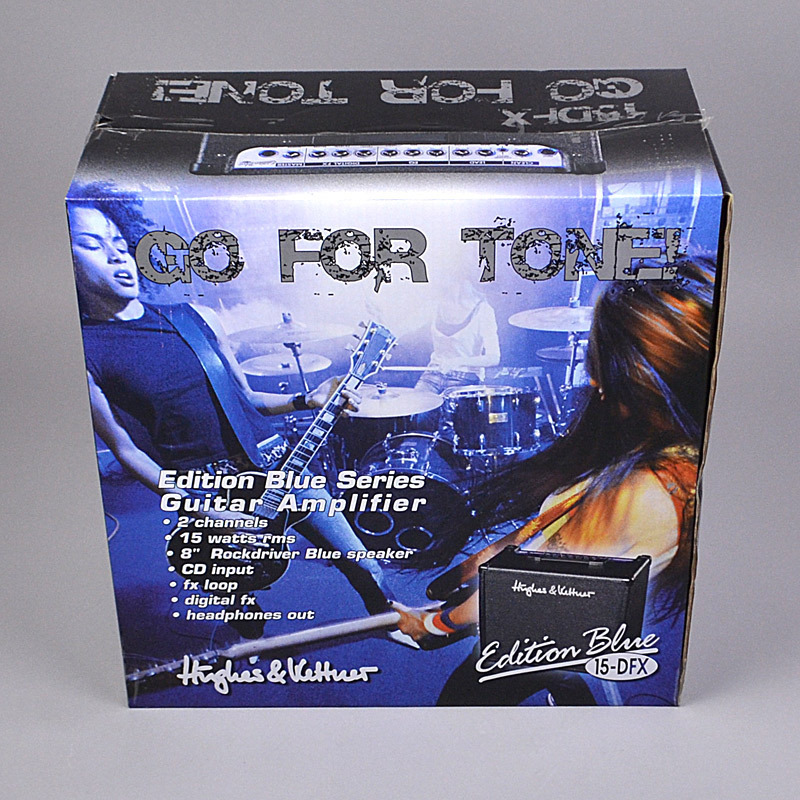 GO FOR TONE!
15DFX
GO FOR TONE!
Edition Blue Series
Guitar Amplifier
• 2 channels
• 15 watts rms
• 8" Rockdriver Blue speaker
• CD input
• fx loop
• digital fx
• headphones out
Hughes & Kettner
Hughes & Kettner
Edition Blue
15-DFX